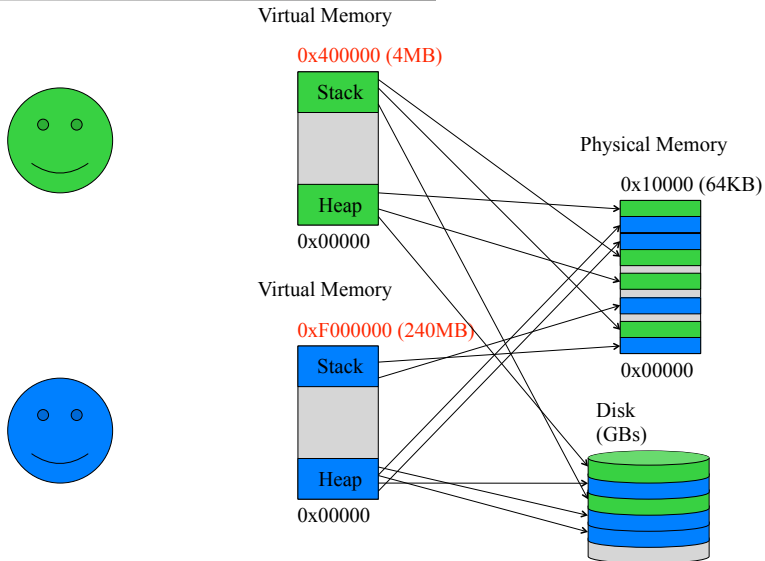 Virtual Memory
0x400000 (4MB)
Stack
Heap
0x00000
Physical Memory
0x10000 (64KB)
0x00000
Virtual Memory
0xF000000 (240MB)
Stack
Heap
0x00000
Disk
(GBs)